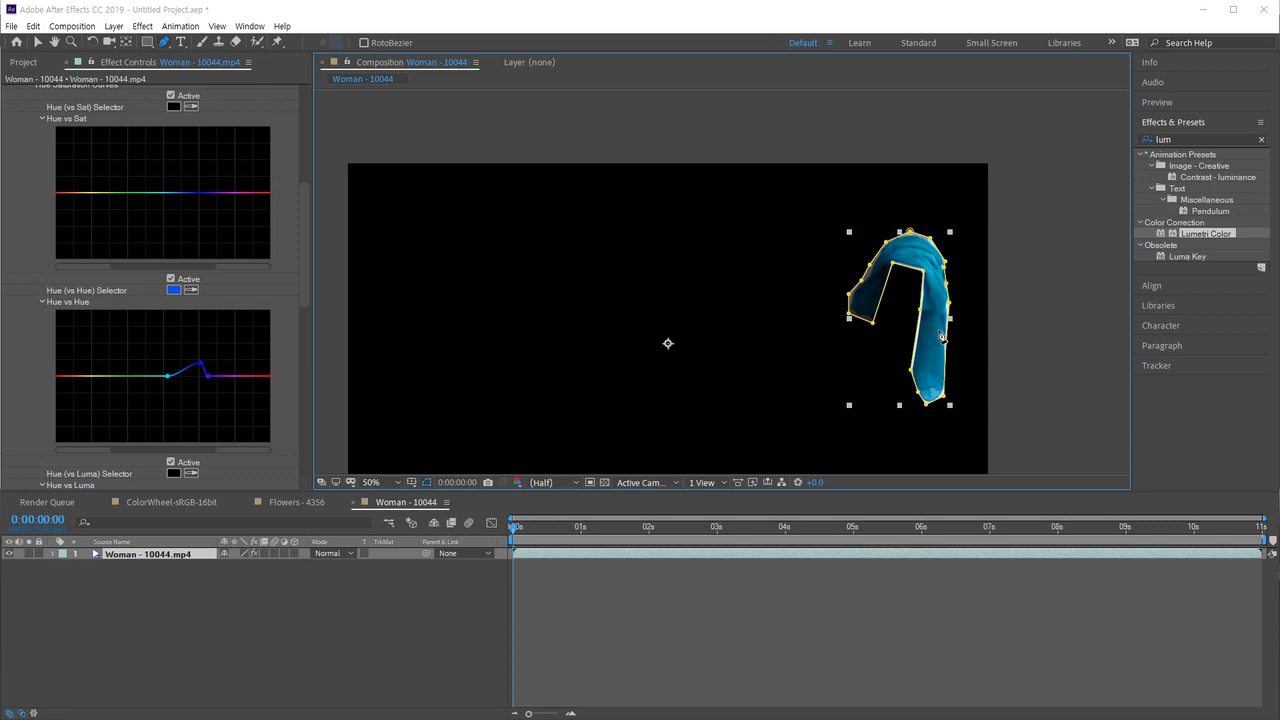 Adobe After Effects CC 2019 - Untitled Project.aep *
File Edit Composition Layer Effect Animation View Window Help
RotoBezier
Default Learn Standard Small Screen Libraries Search Help
Project Effect Controls Woman - 10044.mp4
Composition Woman - 10044 Layer (none)
Info
Woman - 10044 • Woman - 10044.mp4
Woman - 10044
Hue Saturation Curves
Audio
Active
Hue (vs Sat) Selector
Hue vs Sat
Preview
Effects & Presets
lum
* Animation Presets
Image - Creative
Contrast - luminance
Text
Miscellaneous
Pendulum
Color Correction
Lumetri Color
Obsolete
Luma Key
Active
Hue (vs Hue) Selector
Hue vs Hue
Align
Libraries
Character
Paragraph
Tracker
Active
Hue (vs Luma) Selector
Hue vs Luma
50% 0:00:00:00 (Half) Active Cam... 1 View +0.0
Render Queue ColorWheel-sRGB-16bit Flowers - 4356 Woman - 10044
0:00:00:00
00s 01s 02s 03s 04s 05s 06s 07s 08s 09s 10s 11s
# Source Name Mode T TrkMat Parent & Link
1 Woman - 10044.mp4 Normal None